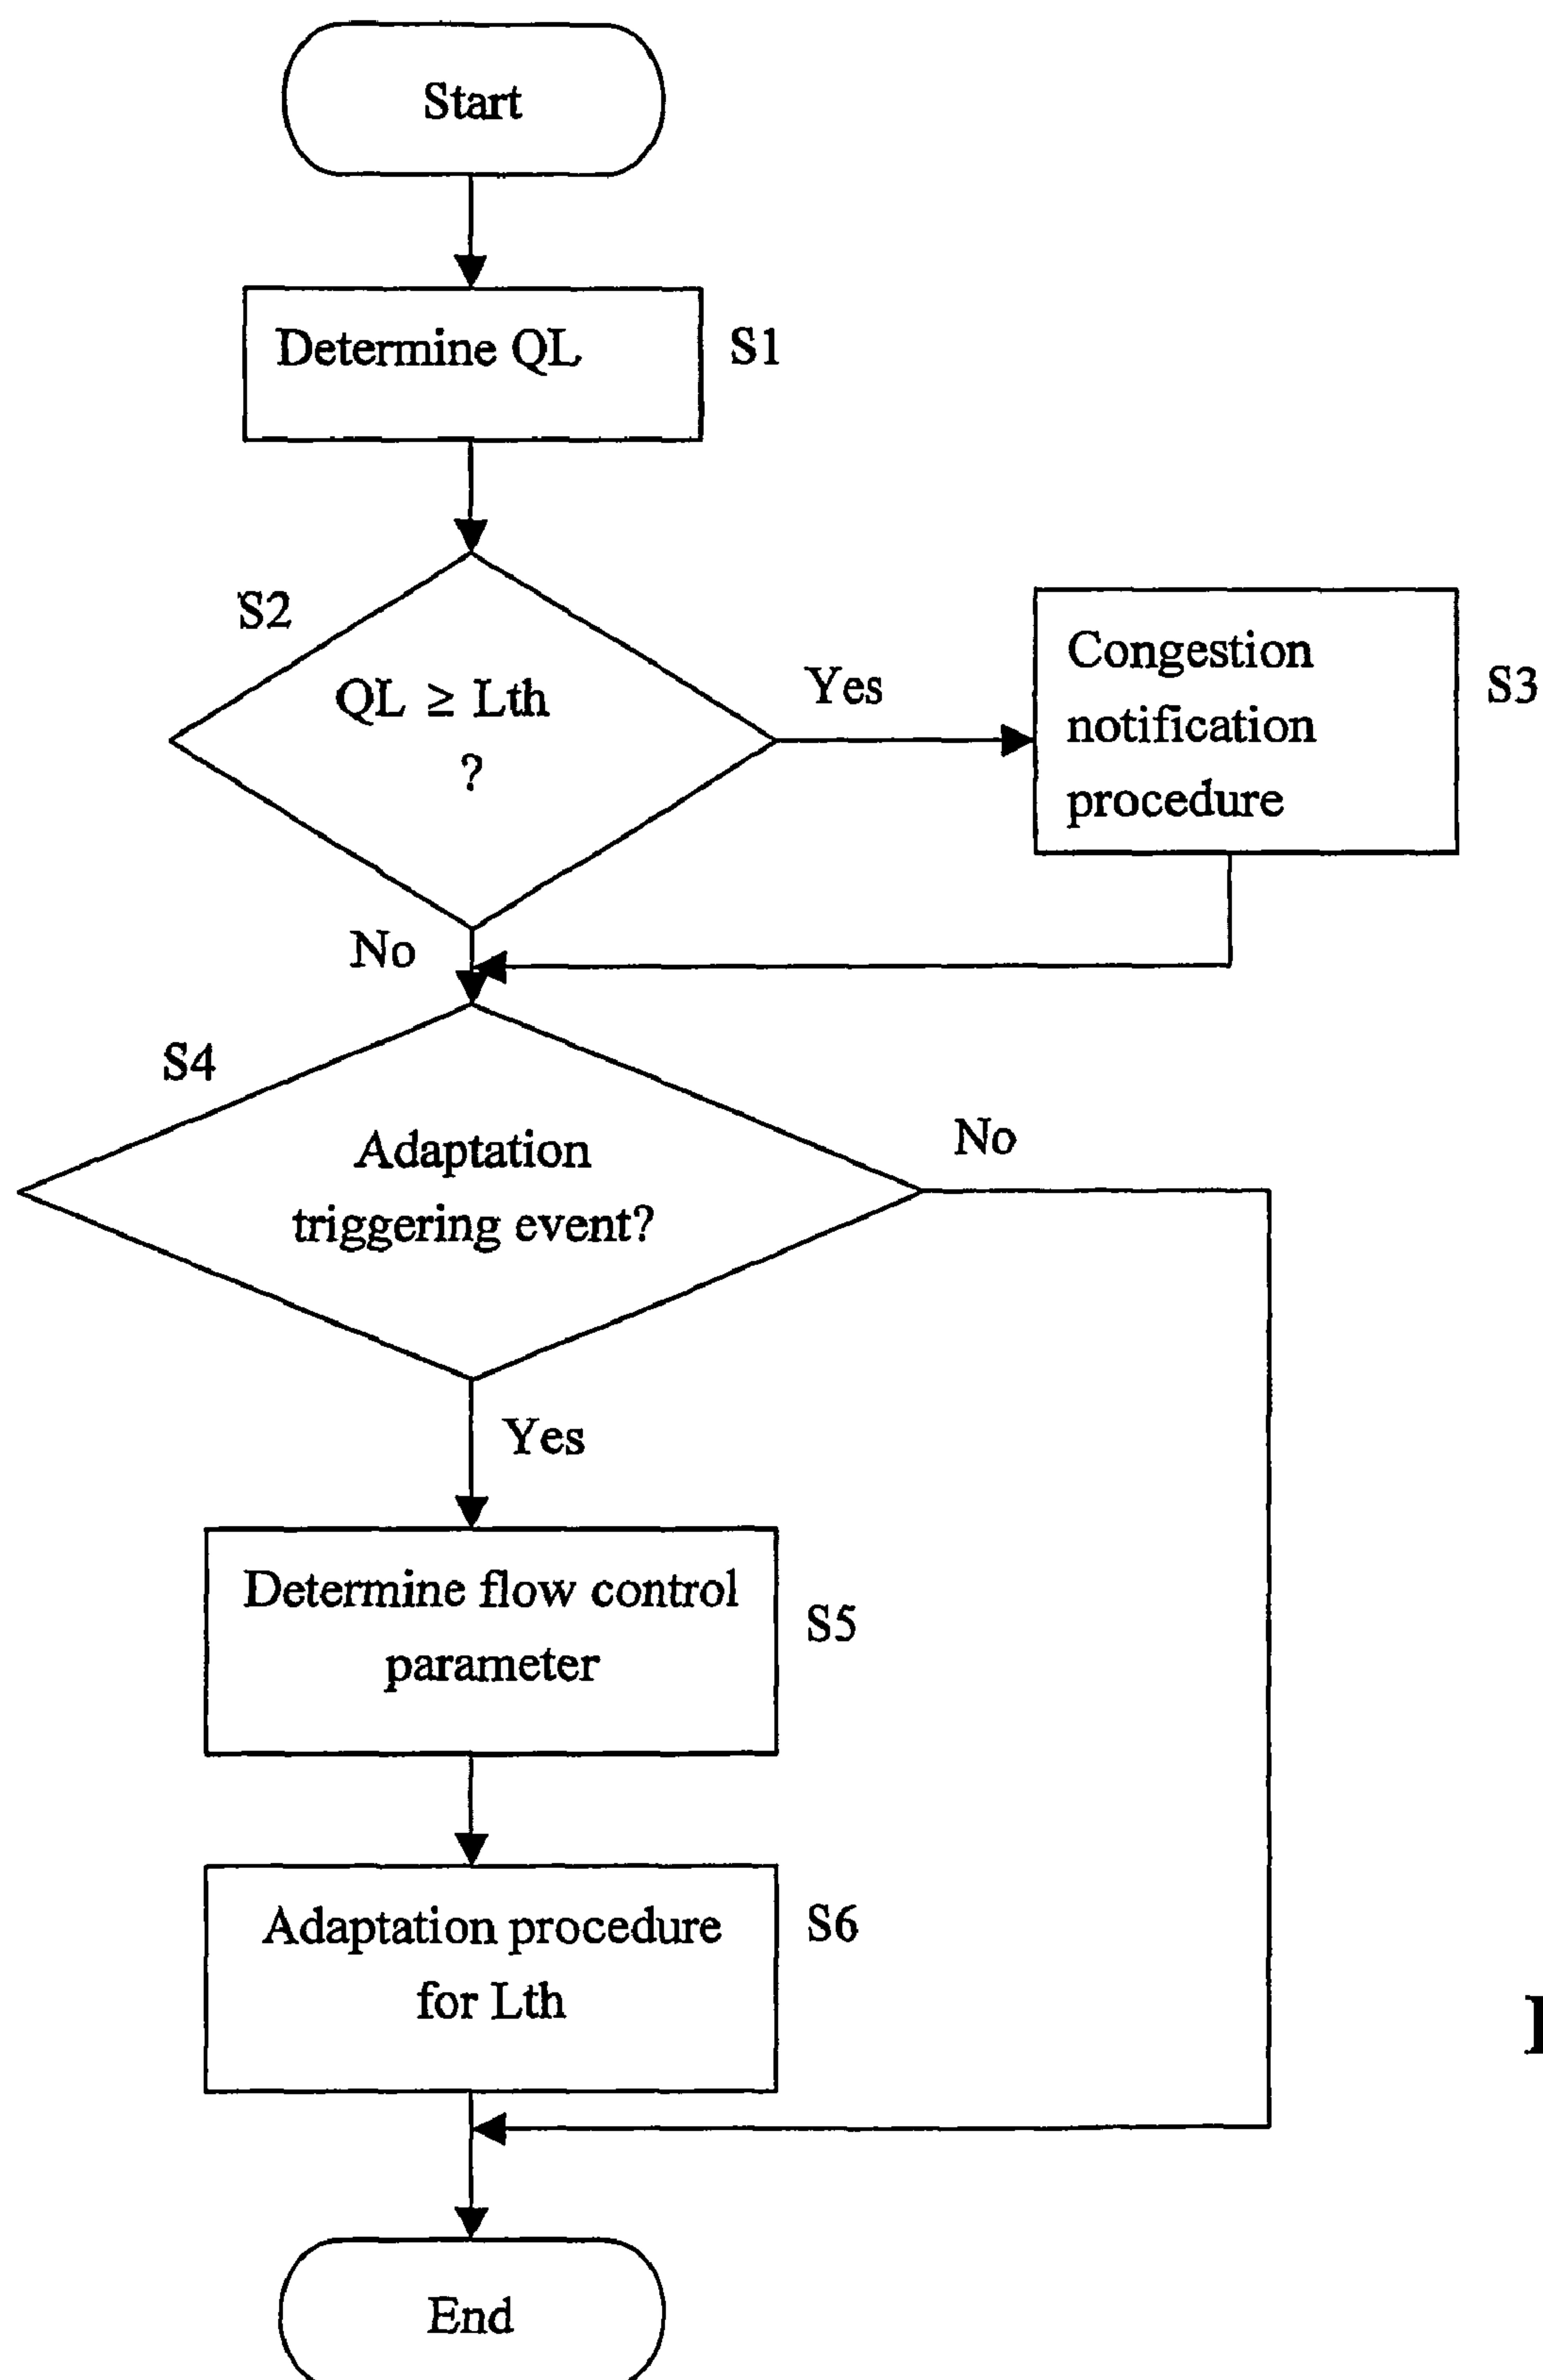 Start
Determine QL
S1
S2
QL ≥ Lth
?
Yes
Congestion
notification
procedure
S3
No
S4
Adaptation
triggering event?
No
Yes
Determine flow control
parameter
S5
Adaptation procedure
for Lth
S6
End